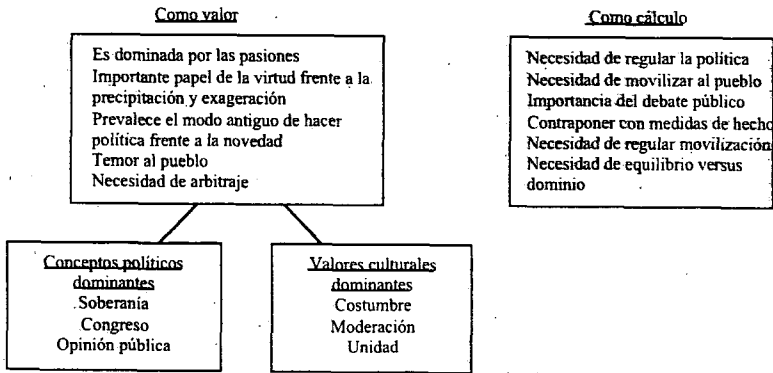 Como valor
Es dominada por las pasiones
Importante papel de la virtud frente a la
precipitación y exageración
Prevalece el modo antiguo de hacer
política frente a la novedad
Temor al pueblo
Necesidad de arbitraje
Como cálculo
Necesidad de regular la política
Necesidad de movilizar al pueblo
Importancia del debate público
Contraponer con medidas de hecho
Necesidad de regular movilización
Necesidad de equilibrio versus
dominio
Conceptos políticos
dominantes
Soberanía
Congreso
Opinión pública
Valores culturales
dominantes
Costumbre
Moderación
Unidad